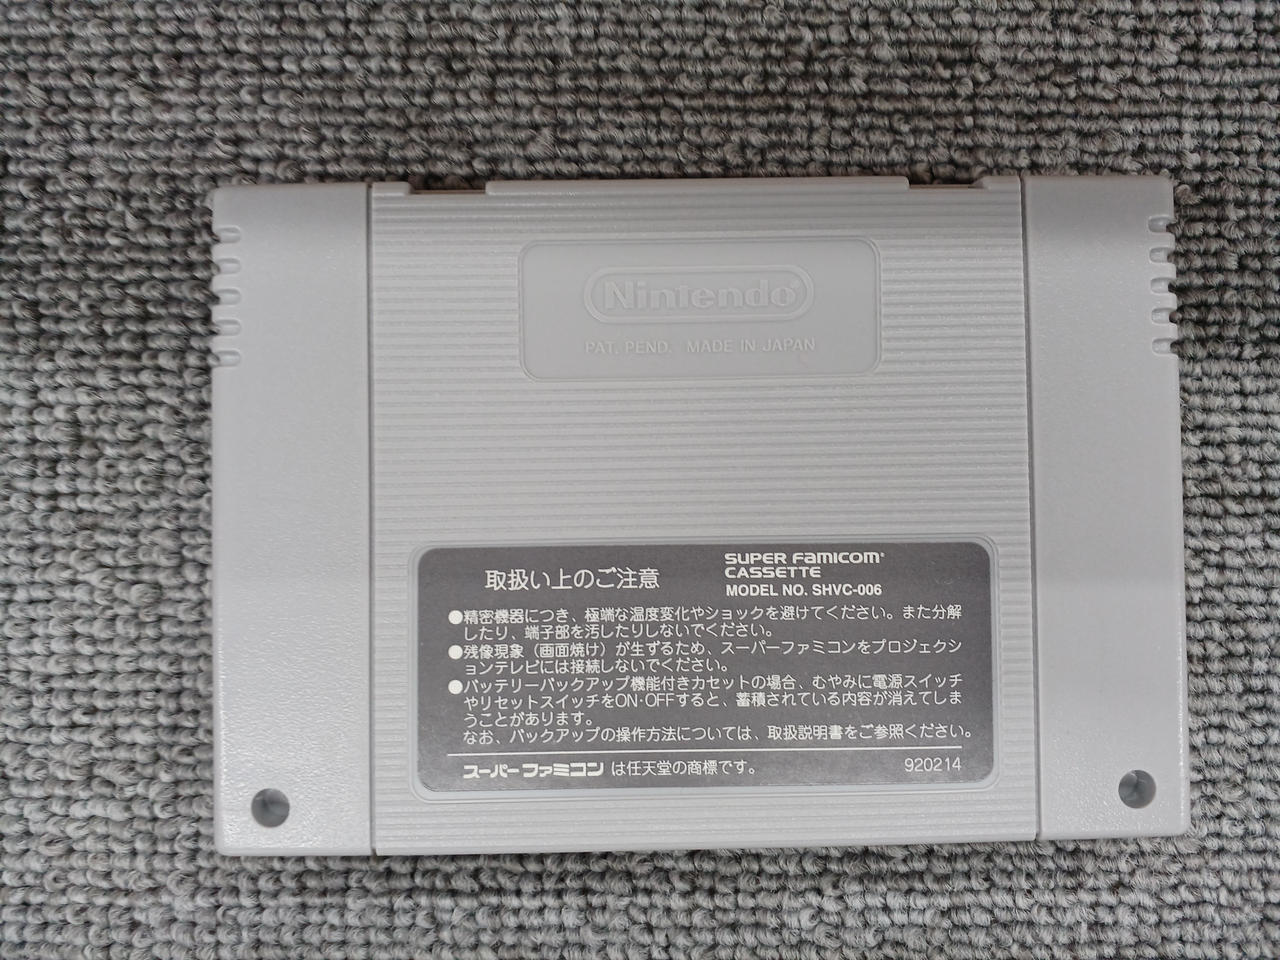 Nintendo®
PAT. PEND. MADE IN JAPAN
取扱い上のご注意
SUPER FAMICOM®
CASSETTE
MODEL NO. SHVC-006
●精密機器につき、極端な温度変化やショックを避けてください。また分解
したり、端子部を汚したりしないでください。
●残像現象（画面焼け）が生ずるため、スーパーファミコンをプロジェクシ
ョンテレビには接続しないでください。
●バッテリーバックアップ機能付きカセットの場合、むやみに電源スイッチ
やリセットスイッチをON·OFFすると、蓄積されている内容が消えてしま
うことがあります。
なお、バックアップの操作方法については、取扱説明書をご参照ください。
スーパーファミコン は任天堂の商標です。
920214